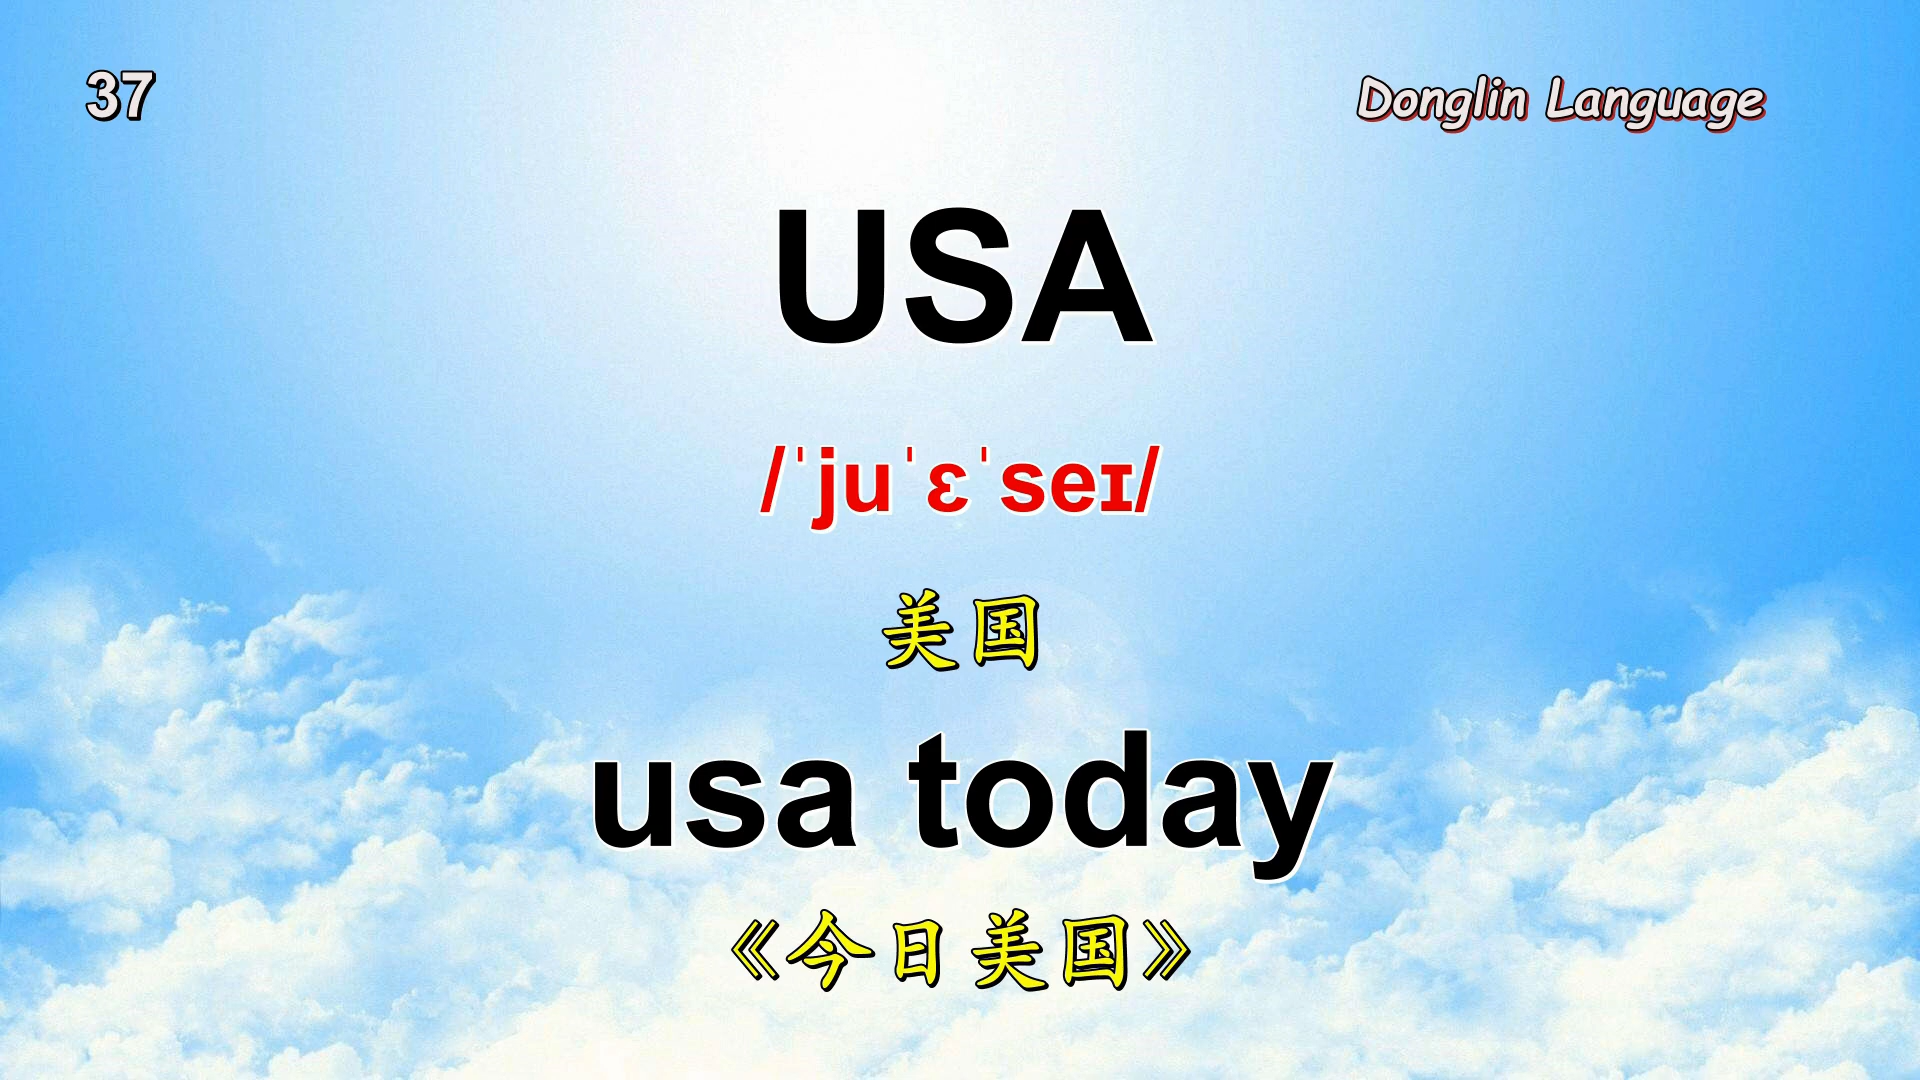 37
Donglin Language
USA
/ˈjuˈɛˈseɪ/
美国
usa today
《今日美国》